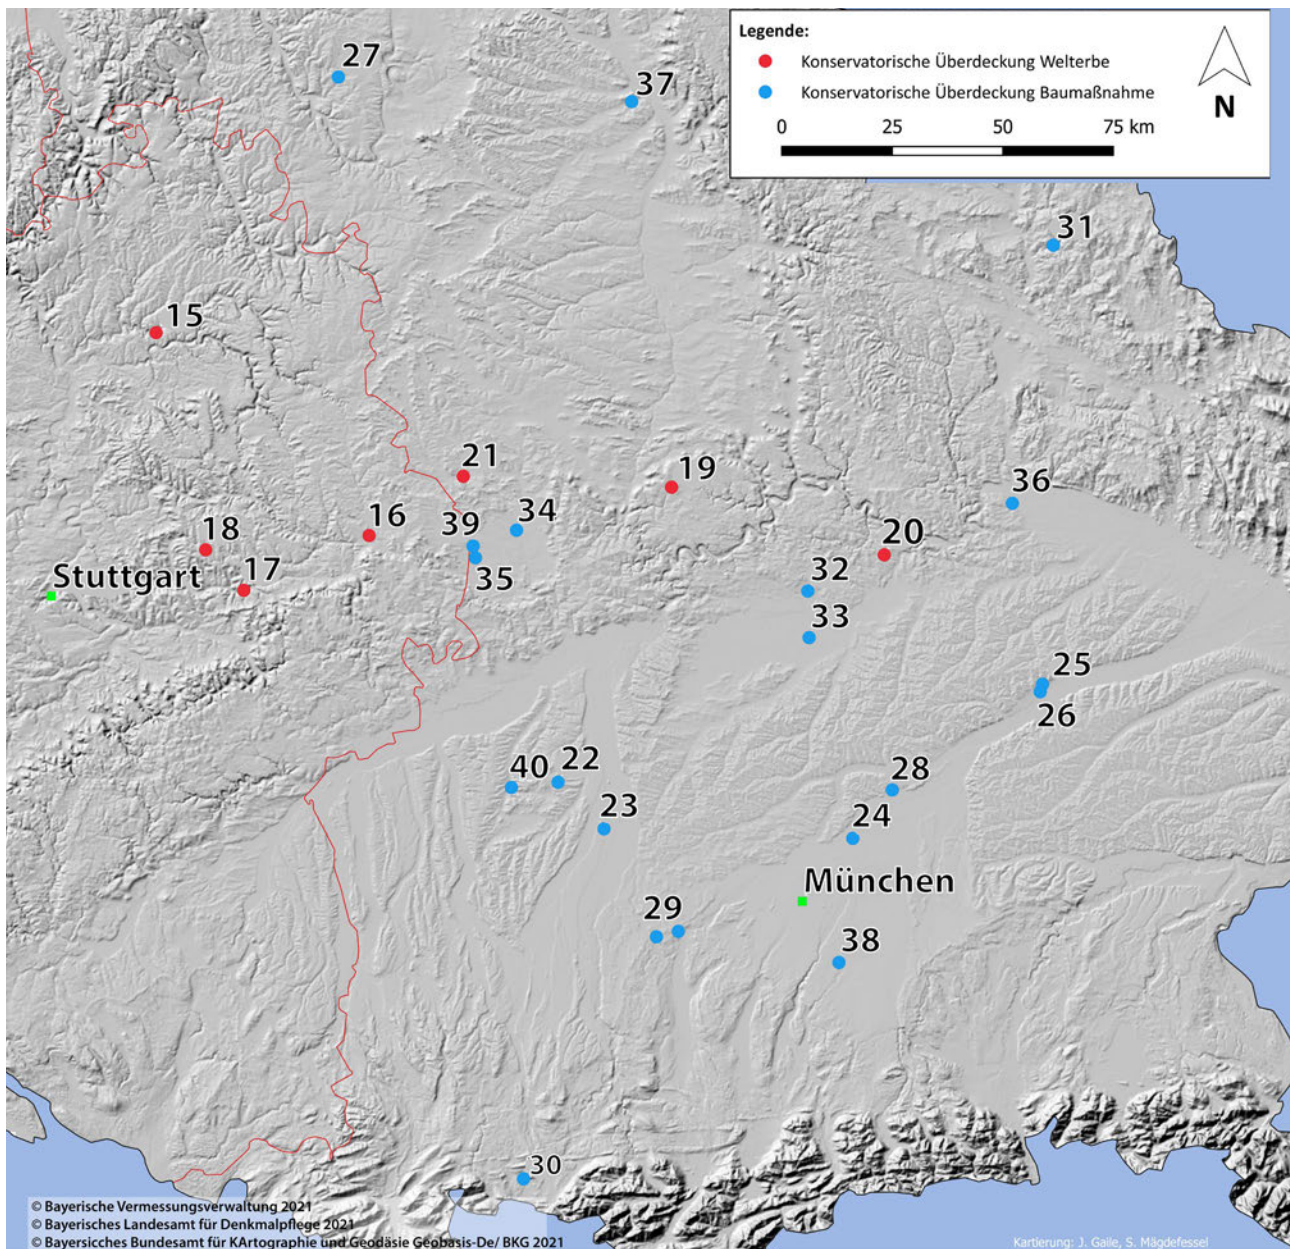 Legende:
Konservatorische Überdeckung Welterbe
Konservatorische Überdeckung Baumaßnahme
N
0 25 50 75 km
27
37
31
15
21
19
36
16
34
39
18
20
35
Stuttgart
17
32
33
25
26
40
22
28
23
24
München
29
38
30
© Bayerische Vermessungsverwaltung 2021
© Bayerisches Landesamt für Denkmalpflege 2021
© Bayersicches Bundesamt für KArtographie und Geodäsie Geobasis-De/ BKG 2021
Kartierung: J. Gaile, S. Mägdefessel